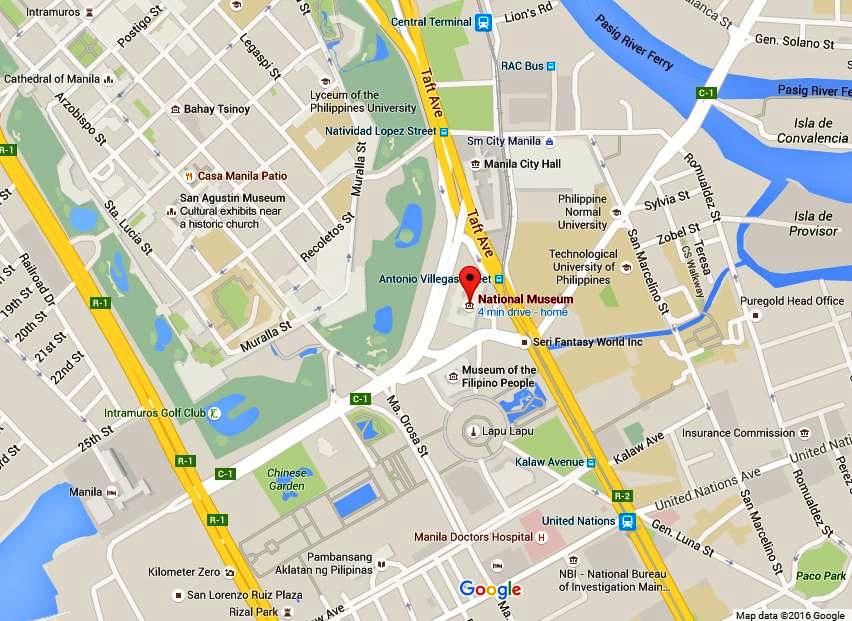 Intramuros
Postigo St
Legaspi St
Central Terminal
Lion's Rd
Pasig River Ferry
Gen. Solano St
Cathedral of Manila
Arzobispo St
Bahay Tsinoy
Lyceum of the
Philippines University
Taft Ave
RAC Bus
C-1
Pasig River Ferry
Isla de
Convalencia
Natividad Lopez Street
Sm City Manila
Manila City Hall
R-1
Muralla St
Casa Manila Patio
San Agustin Museum
Cultural exhibits near
a historic church
Sta. Lucia St
Recoletos St
Taft Ave
Philippine
Normal
University
Romualdez St
Sylvia St
Zobel St
Teresa
CS Walkway
San Marcelino St
Isla de
Provisor
Technological
University of
Philippines
Railroad Dr
19th St
20th St
21st St
22nd St
R-1
Antonio Villegas Street
National Museum
4 min drive - home
Puregold Head Office
Muralla St
Seri Fantasy World Inc
Museum of the
Filipino People
C-1
Intramuros Golf Club
25th St
Ma. Orosa St
Lapu Lapu
Kalaw Ave
Insurance Commission
United Nations
R-1
C-1
Chinese
Garden
Kalaw Avenue
Manila
R-2
United Nations Ave
San Marcelino St
Romualdez St
Perez
R-1
United Nations
Gen. Luna St
Manila Doctors Hospital
Pambansang
Aklatan ng Pilipinas
Kilometer Zero
NBI - National Bureau
of Investigation Main...
Paco Park
San Lorenzo Ruiz Plaza
Rizal Park
Kalaw Ave
Ma.
Google
Map data ©2016 Google